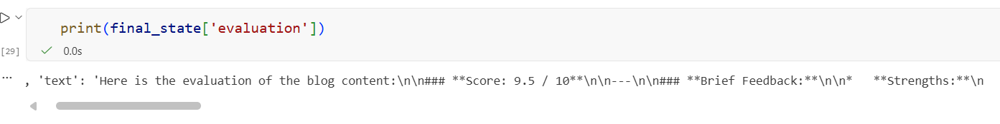 print(final_state['evaluation'])
[29]
0.0s
... , 'text': 'Here is the evaluation of the blog content:\n\n### **Score: 9.5 / 10**\n\n---\n\n### **Brief Feedback:**\n\n*   **Strengths:**\n